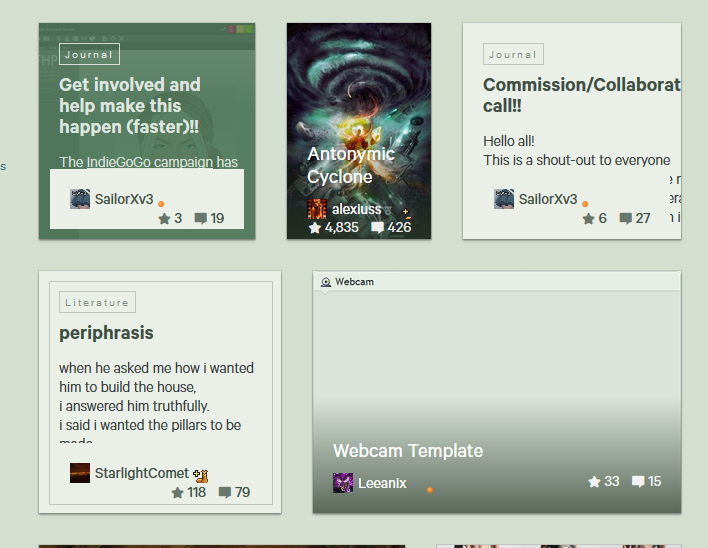 Journal
Get involved and
help make this
happen (faster)!!
The IndieGoGo campaign has
SailorXv3
3 19
Antonymic
Cyclone
alexiuss
4,835 426
Journal
Commission/Collaborat
call!!
Hello all!
This is a shout-out to everyone
SailorXv3
6 27
s
Literature
periphrasis
when he asked me how i wanted
him to build the house,
i answered him truthfully.
i said i wanted the pillars to be
StarlightComet
118 79
Webcam
Webcam Template
Leeanix
33 15